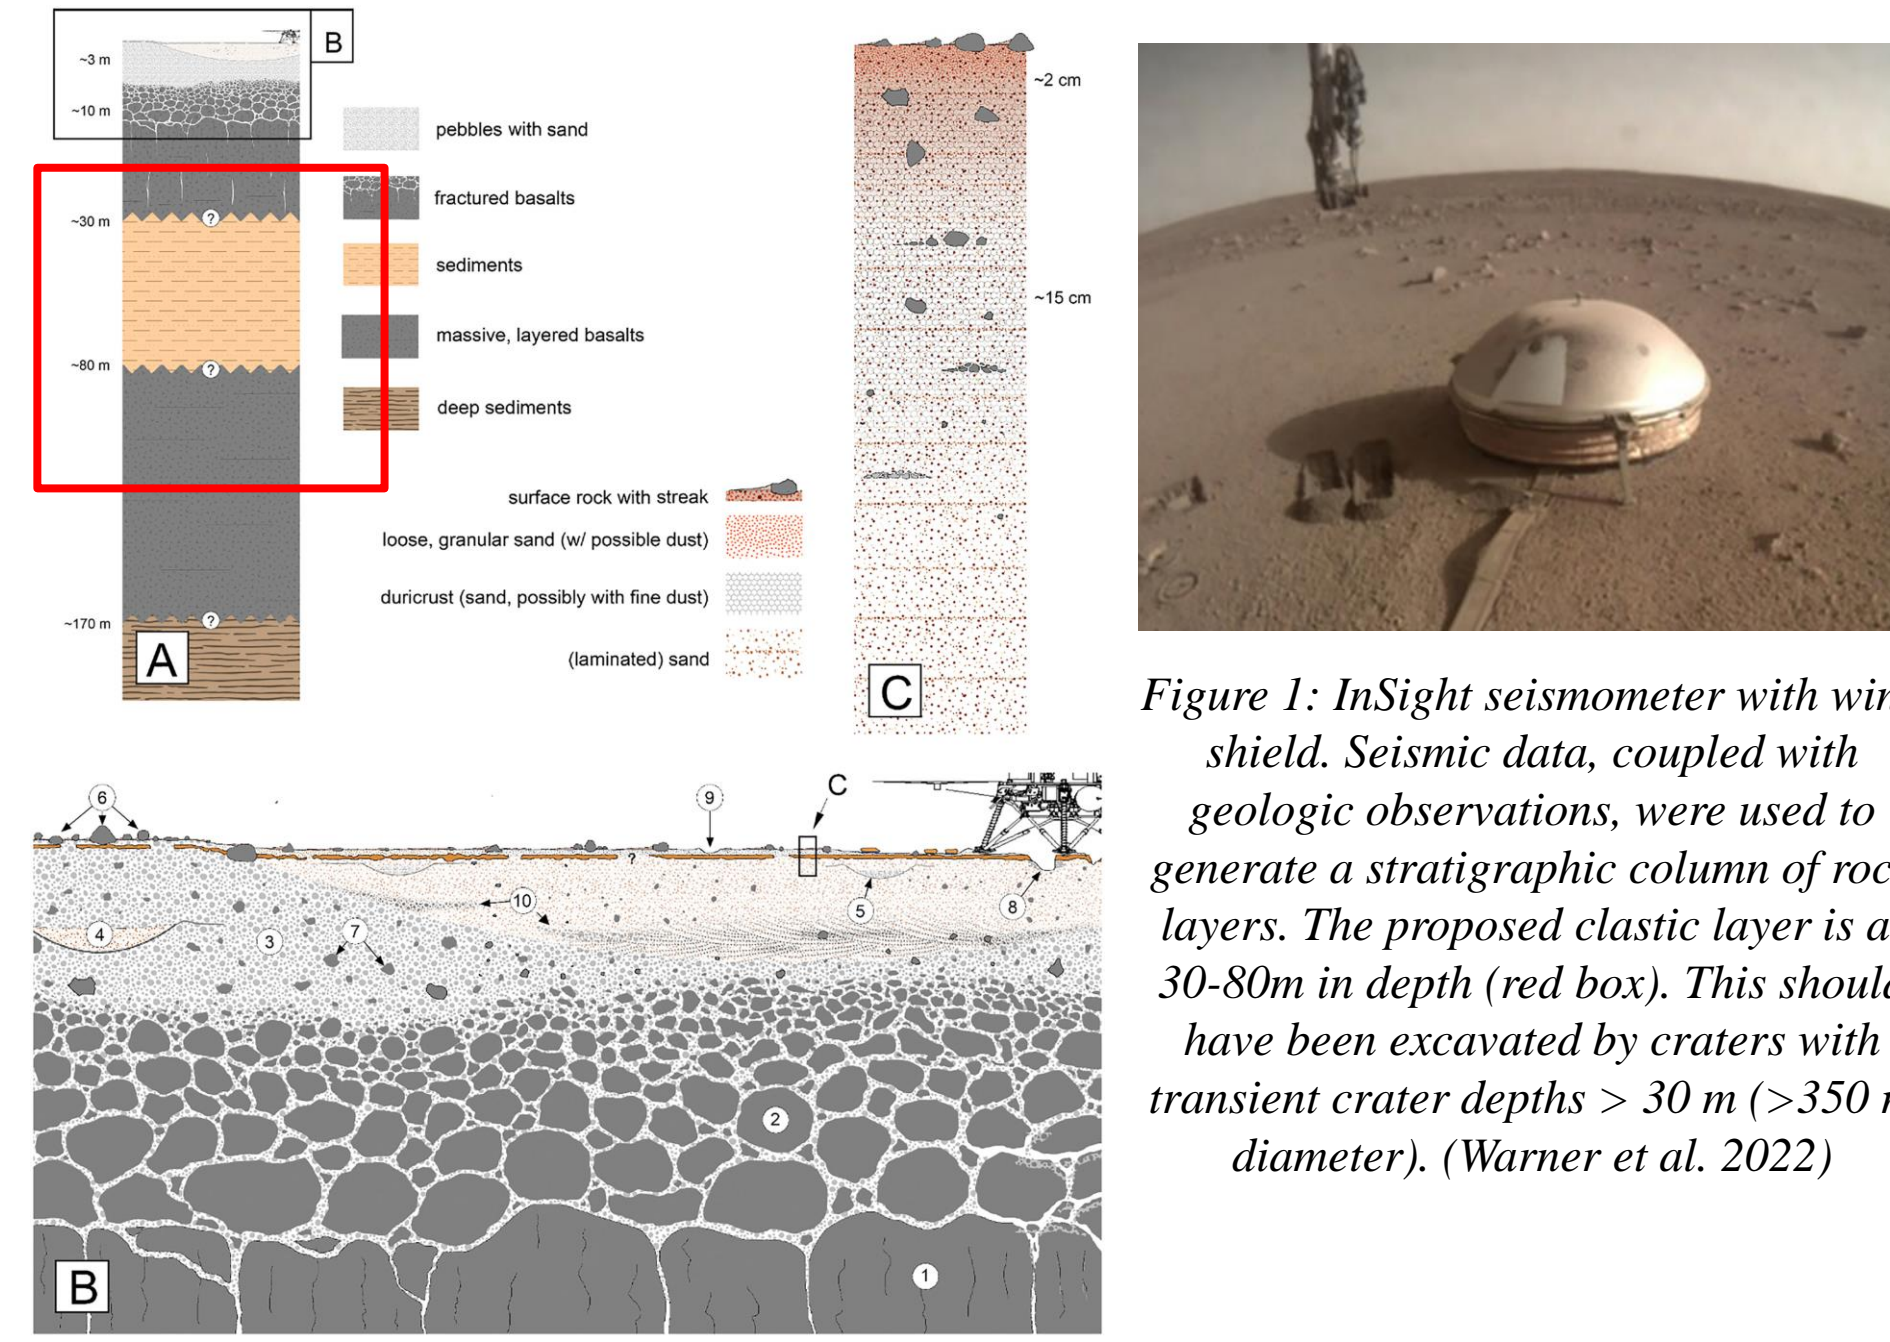 B
~3 m
~10 m
~30 m
?
~80 m
?
~170 m
?
A
pebbles with sand
fractured basalts
sediments
massive, layered basalts
deep sediments
surface rock with streak
loose, granular sand (w/ possible dust)
duricrust (sand, possibly with fine dust)
(laminated) sand
~2 cm
~15 cm
C
6
9
C
?
10
5
8
4
3
7
2
1
B
Figure 1: InSight seismometer with
shield. Seismic data, coupled with
geologic observations, were used to
generate a stratigraphic column of
layers. The proposed clastic layer is
30-80m in depth (red box). This
have been excavated by craters with
transient crater depths > 30 m (>350
diameter). (Warner et al. 2022)